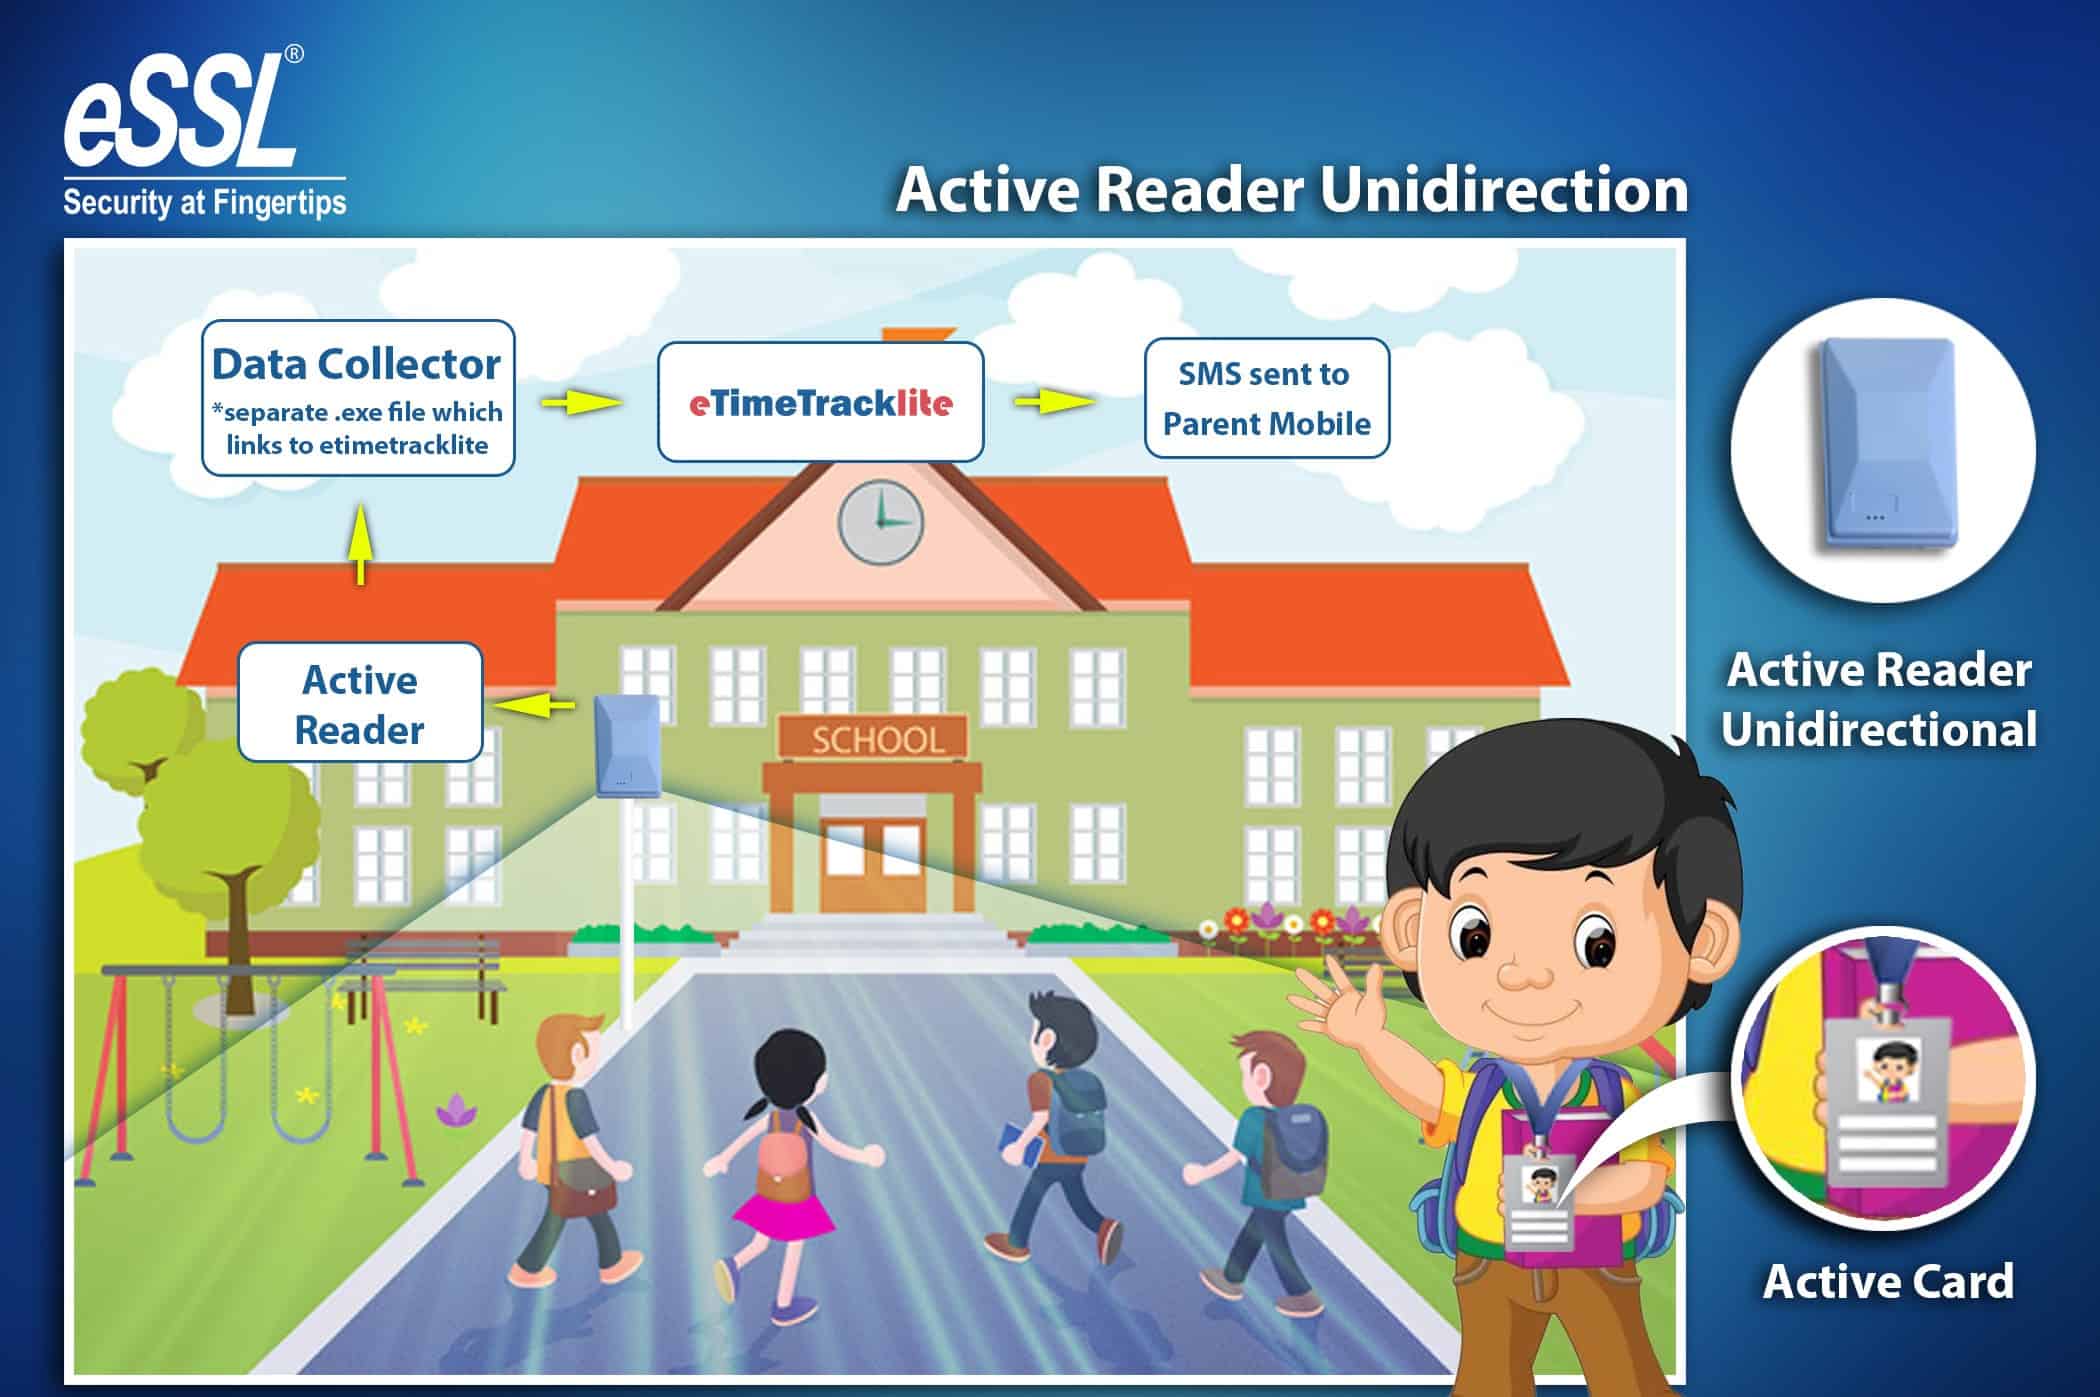 eSSL®
Security at Fingertips
Active Reader Unidirection
Data Collector
*separate .exe file which
links to etimetracklite
eTimeTracklite
SMS sent to
Parent Mobile
Active
Reader
SCHOOL
Active Reader
Unidirectional
Active Card